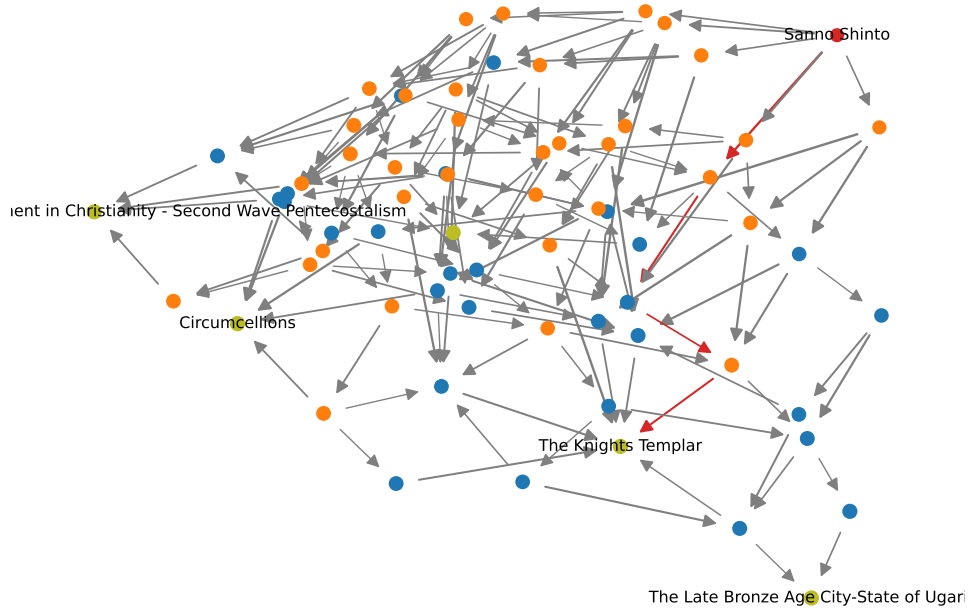 Sanno Shinto
ent in Christianity - Second Wave Pentecostalism
Circumcellions
The Knights Templar
The Late Bronze Age City-State of Ugari